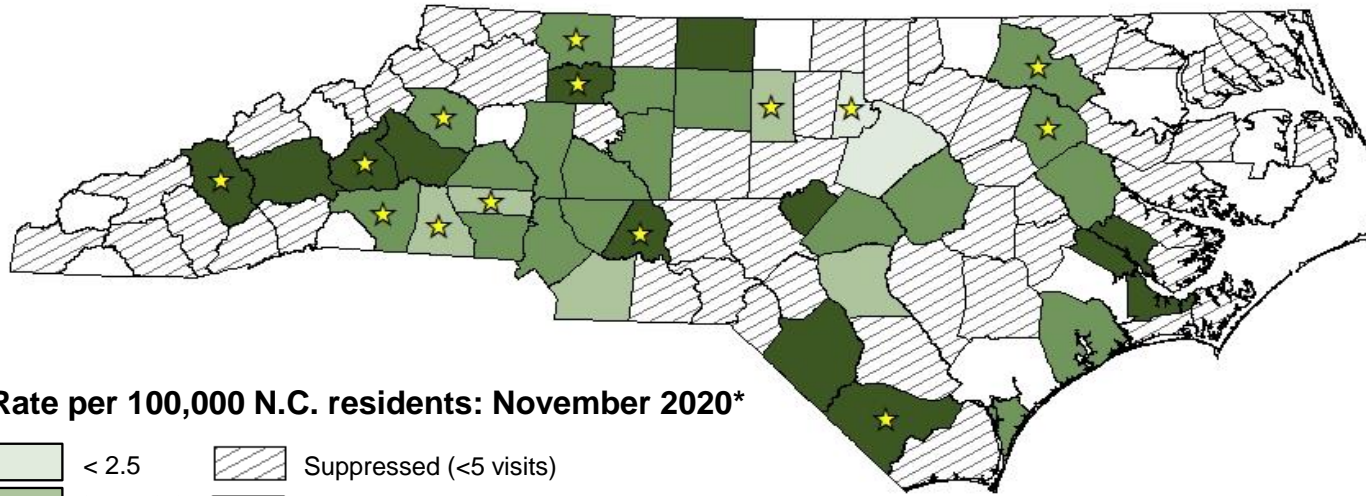 Rate per 100,000 N.C. residents: November 2020*
< 2.5
Suppressed (<5 visits)